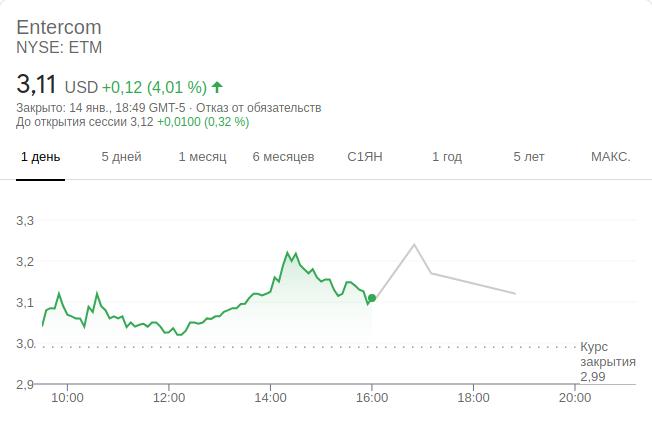 Entercom
NYSE: ETM
3,11 USD +0,12 (4,01 %)
Закрыто: 14 янв., 18:49 GMT-5 · Отказ от обязательств
До открытия сессии 3,12 +0,0100 (0,32 %)
1 день 5 дней 1 месяц 6 месяцев С1ЯН 1 год 5 лет МАКС.
3,3
3,2
3,1
3,0
Курс
закрытия
2,99
2,9
10:00 12:00 14:00 16:00 18:00 20:00